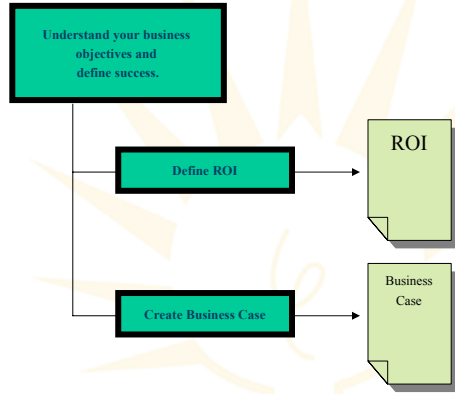 Understand your business
objectives and
define success.
ROI
Define ROI
Business
Case
Create Business Case